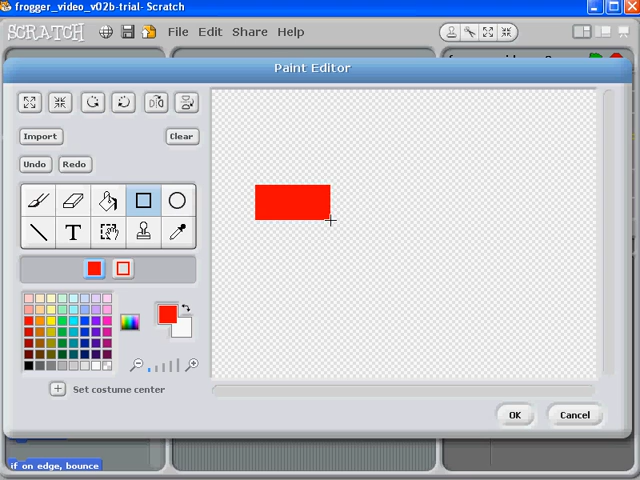 frogger_video_v02b-trial- Scratch
SCRATCH File Edit Share Help
Paint Editor
Import Clear
Undo Redo
T
Set costume center
OK Cancel
if on edge, bounce